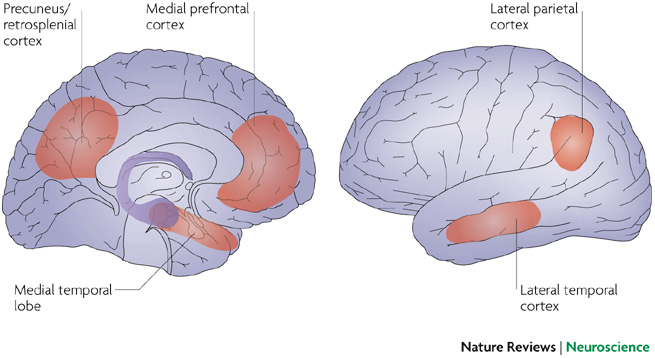 Precuneus/
retrosplenial
cortex
Medial prefrontal
cortex
Lateral parietal
cortex
Medial temporal
lobe
Lateral temporal
cortex
Nature Reviews | Neuroscience